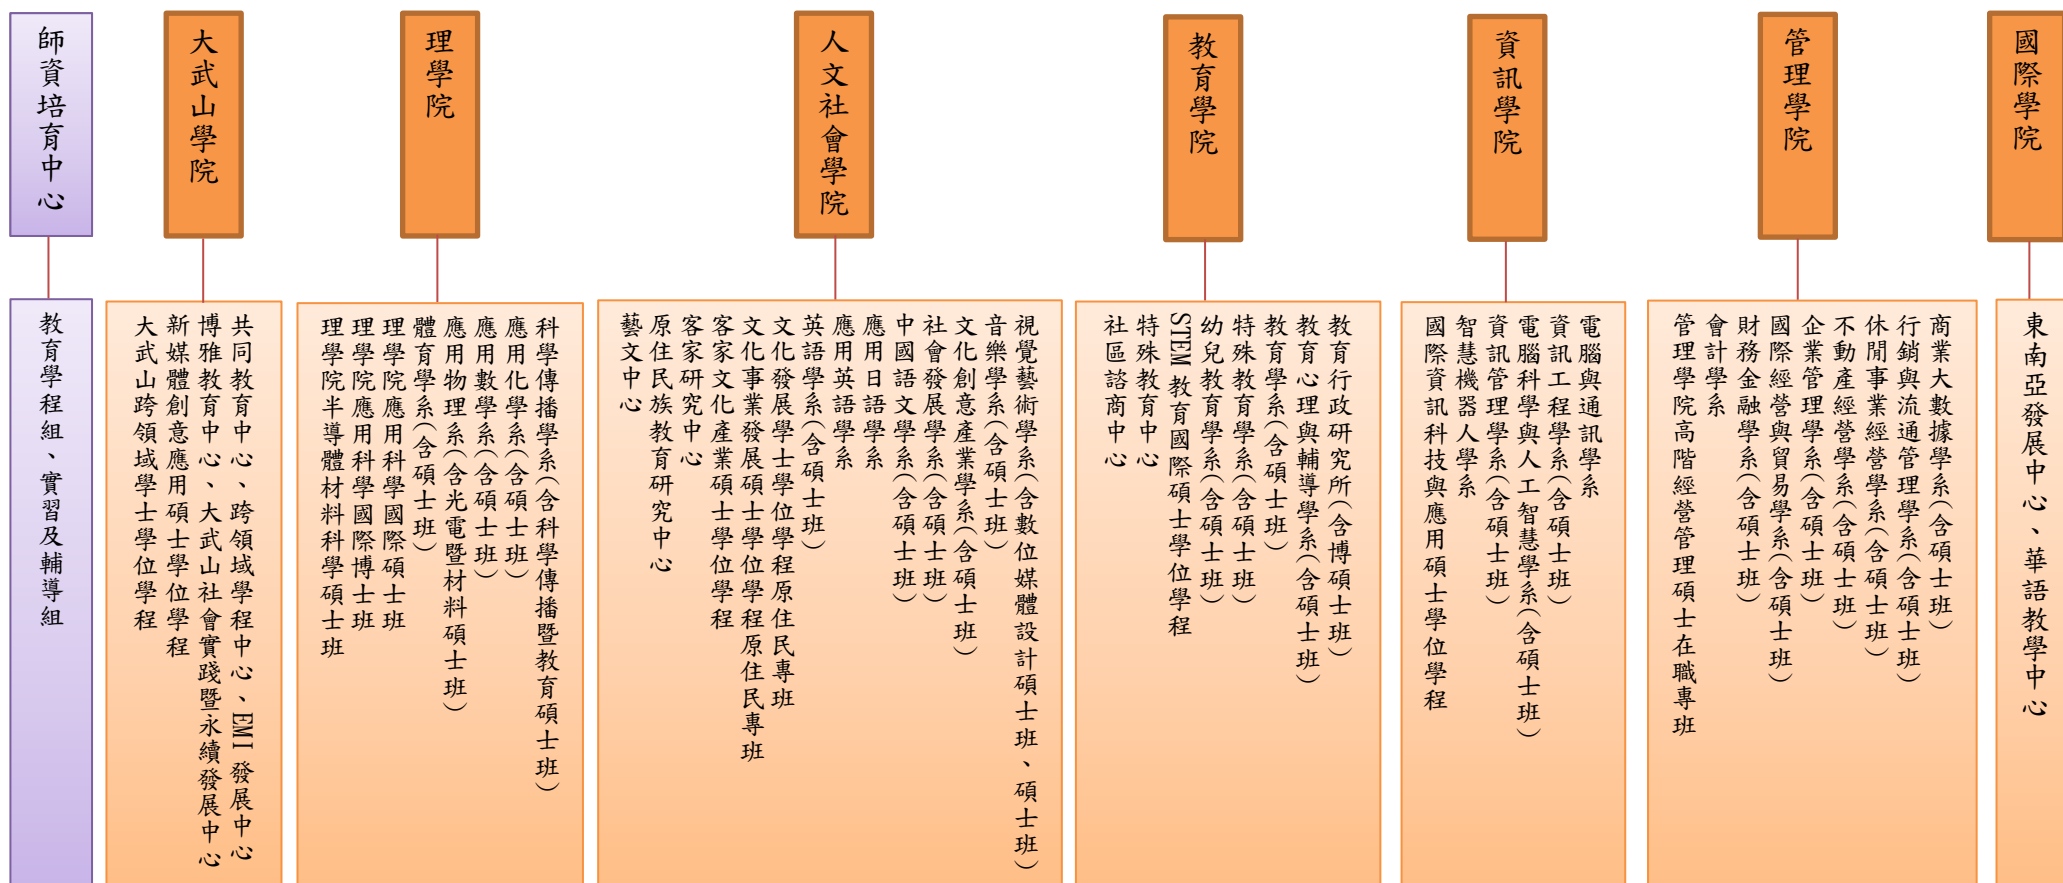 國際學院
東南亞發展中心、華語教學中心
管理學院
商業大數據學系(含碩士班)
行銷與流通管理學系(含碩士班)
休閒事業經營學系(含碩士班)
不動產經營學系(含碩士班)
企業管理學系(含碩士班)
國際經營與貿易學系(含碩士班)
財務金融學系(含碩士班)
會計學系
管理學院高階經營管理碩士在職專班
資訊學院
電腦與通訊學系
資訊工程學系(含碩士班)
電腦科學與人工智慧學系(含碩士班)
資訊管理學系(含碩士班)
智慧機器人學系
國際資訊科技與應用碩士學位學程
教育學院
教育行政研究所(含博碩士班)
教育心理與輔導學系(含碩士班)
教育學系(含碩士班)
特殊教育學系(含碩士班)
幼兒教育學系(含碩士班)
STEM 教育國際碩士學位學程
特殊教育中心
社區諮商中心
人文社會學院
視覺藝術學系(含數位媒體設計碩士班、碩士班)
音樂學系(含碩士班)
文化創意產業學系(含碩士班)
社會發展學系(含碩士班)
中國語文學系(含碩士班)
應用日語學系
應用英語學系
英語學系(含碩士班)
文化發展學士學位學程原住民專班
文化事業發展碩士學位學程原住民專班
客家文化產業碩士學位學程
客家研究中心
原住民族教育研究中心
藝文中心
理學院
科學傳播學系(含科學傳播暨教育碩士班)
應用化學系(含碩士班)
應用數學系(含碩士班)
應用物理系(含光電暨材料碩士班)
體育學系(含碩士班)
理學院應用科學國際碩士班
理學院應用科學國際博士班
理學院半導體材料科學碩士班
大武山學院
共同教育中心、跨領域學程中心、EMI 發展中心
博雅教育中心、大武山社會實踐暨永續發展中心
新媒體創意應用碩士學位學程
大武山跨領域學士學位學程
師資培育中心
教育學程組、實習及輔導組